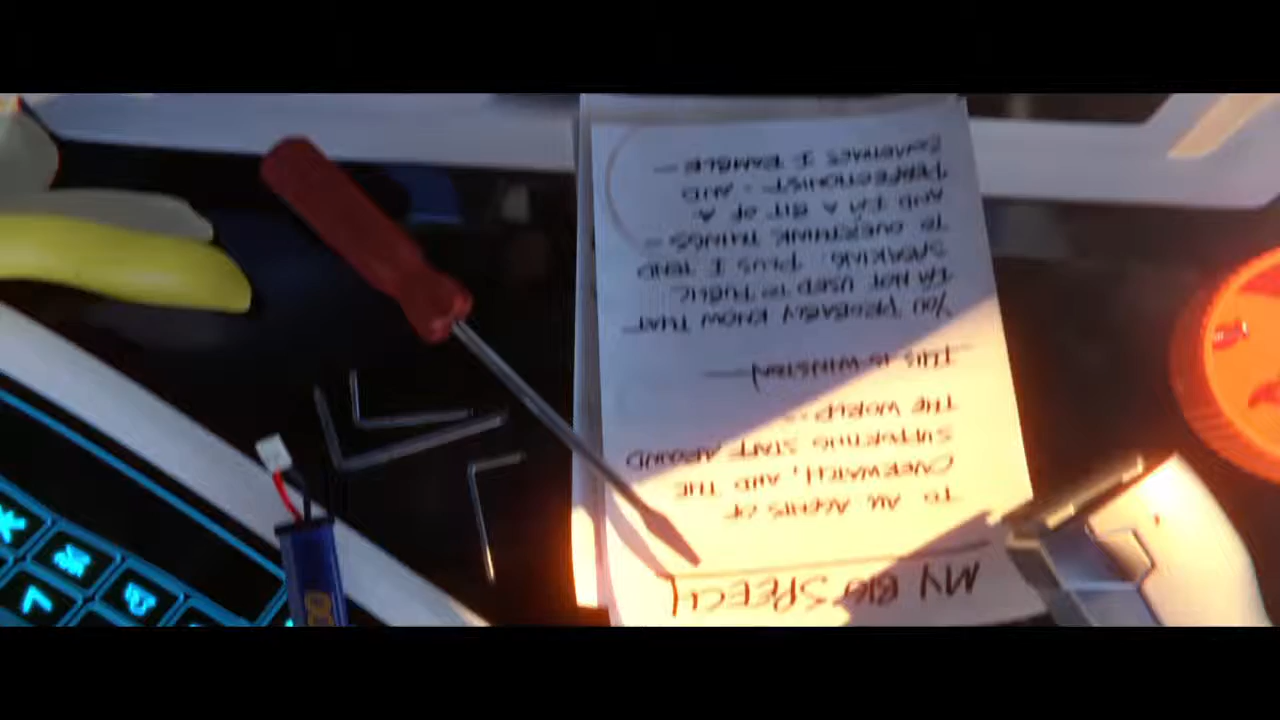 MY BIG SPEECH
TO ALL AGENTS OF
OVERWATCH, AND THE
SUPPORTING STAFF AROUND
THE WORLD...
THIS IS WINSTON
YOU PROBABLY KNOW THAT
I'M NOT USED TO PUBLIC
SPEAKING. PLUS I TEND
TO OVERTHINK THINGS -
AND I'M A BIT OF A
PERFECTIONIST - AND
SOMETIMES I RAMBLE -